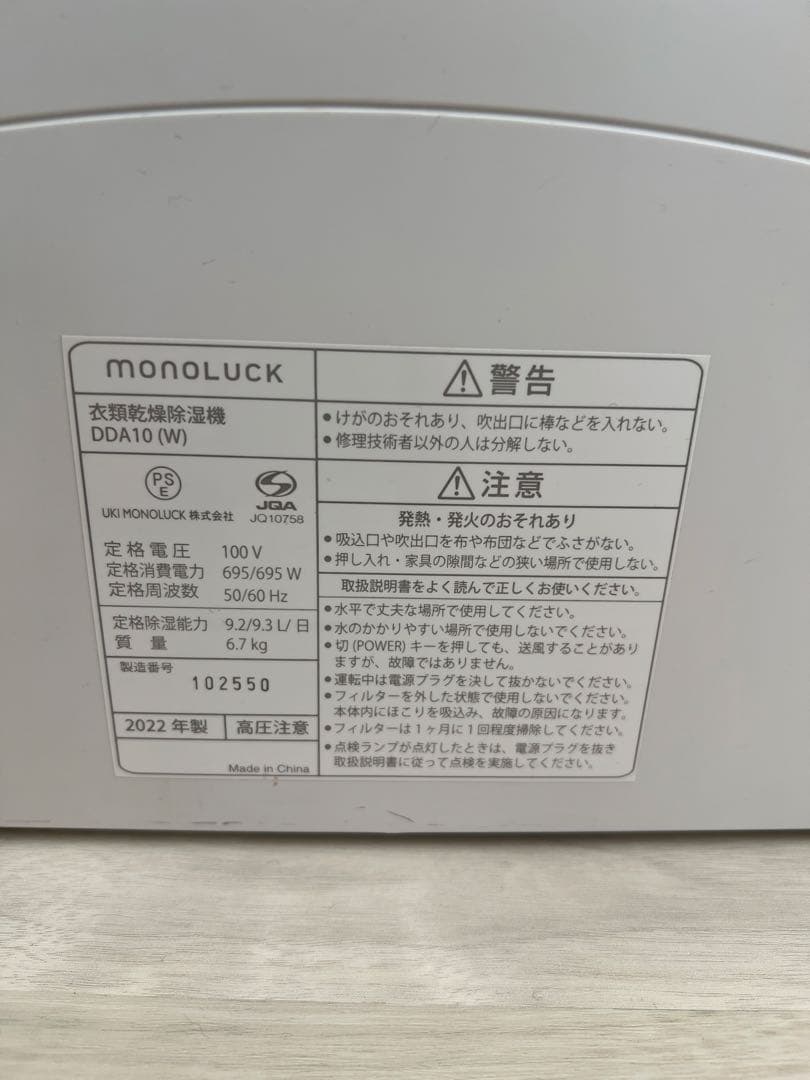 monoLUCK
衣類乾燥除湿機
DDA10 (W)
PS
E
UKI MONOLUCK 株式会社
JQA
JQ10758
定格電圧 100 V
定格消費電力 695/695 W
定格周波数 50/60 Hz
定格除湿能力 9.2/9.3 L/日
質量 6.7 kg
製造番号
102550
2022 年製 高圧注意
Made in China
警告
•けがのおそれあり、吹出口に棒などを入れない。
•修理技術者以外の人は分解しない。
注意
発熱・発火のおそれあり
•吸込口や吹出口を布や布団などでふさがない。
•押し入れ・家具の隙間などの狭い場所で使用しない。
取扱説明書をよく読んで正しくお使いください。
•水平で丈夫な場所で使用してください。
•水のかかりやすい場所で使用しないでください。
•切 (POWER) キーを押しても、送風することがあり
ますが、故障ではありません。
•運転中は電源プラグを決して抜かないでください。
•フィルターを外した状態で使用しないでください。
本体内にほこりを吸込み、故障の原因になります。
•フィルターは1ヶ月に1回程度掃除してください。
•点検ランプが点灯したときは、電源プラグを抜き
取扱説明書に従って点検を実施してください。